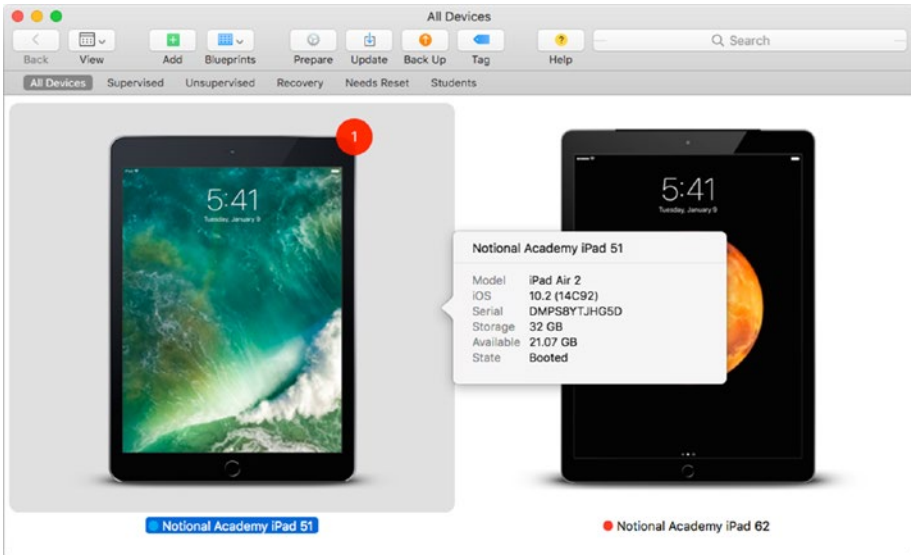 All Devices
Back View Add Blueprints Prepare Update Back Up Tag Help Search
All Devices Supervised Unsupervised Recovery Needs Reset Students
1
5:41
Tuesday, January 9
5:41
Tuesday, January 9
Notional Academy iPad 51
Model iPad Air 2
iOS 10.2 (14C92)
Serial DMPS8YTJHG5D
Storage 32 GB
Available 21.07 GB
State Booted
Notional Academy iPad 51
Notional Academy iPad 62